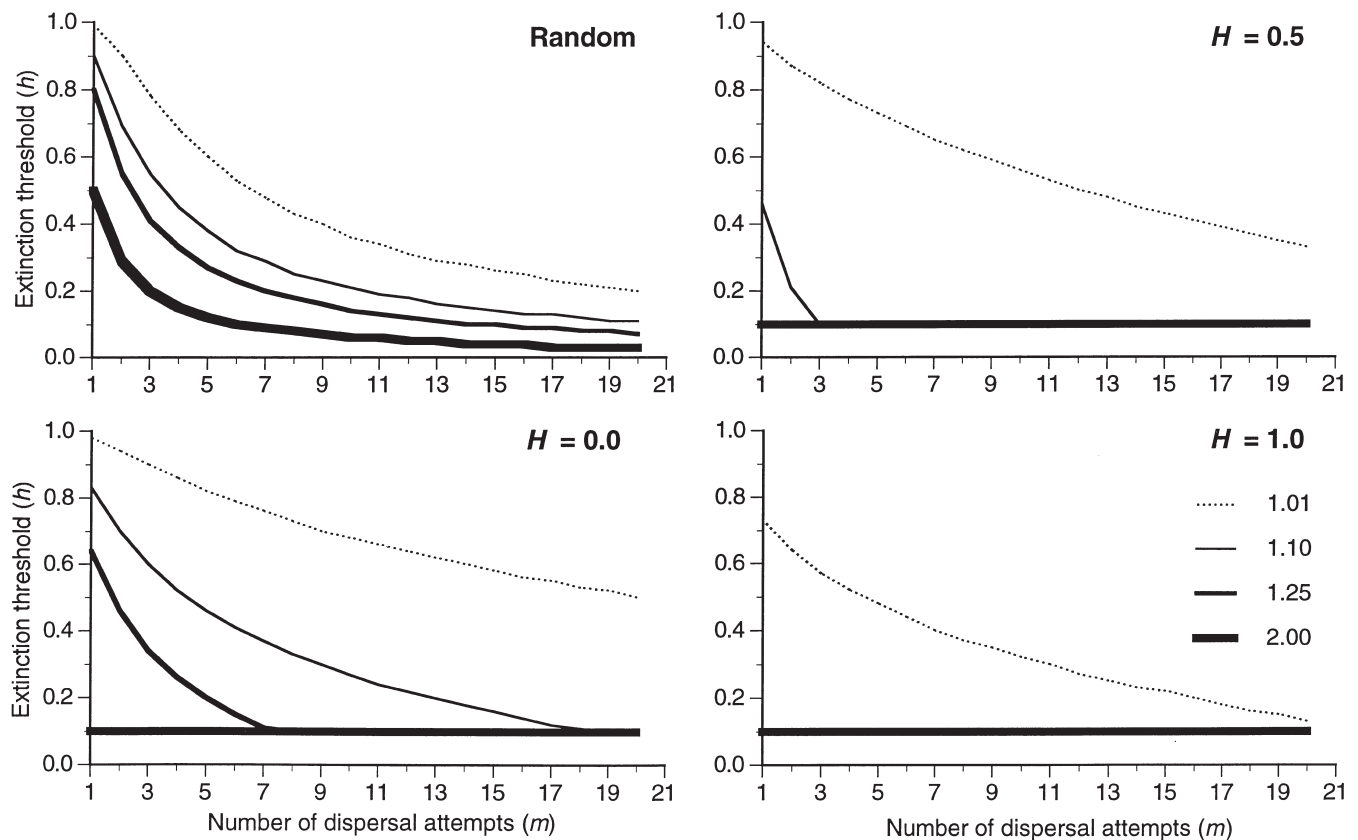 Random
Extinction threshold (h)
1.0
0.8
0.6
0.4
0.2
0.0
1 3 5 7 9 11 13 15 17 19 21
H = 0.5
1.0
0.8
0.6
0.4
0.2
0.0
1 3 5 7 9 11 13 15 17 19 21
H = 0.0
Extinction threshold (h)
1.0
0.8
0.6
0.4
0.2
0.0
1 3 5 7 9 11 13 15 17 19 21
Number of dispersal attempts (m)
H = 1.0
1.0
0.8
0.6
0.4
0.2
0.0
1.01
1.10
1.25
2.00
1 3 5 7 9 11 13 15 17 19 21
Number of dispersal attempts (m)